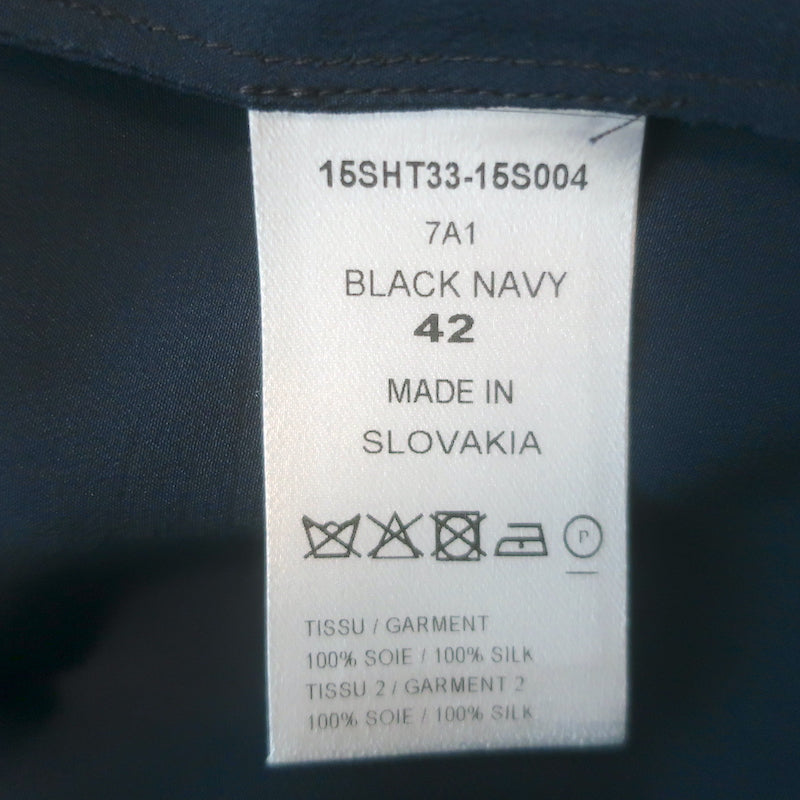 15SHT33-15S004
7A1
BLACK NAVY
42
MADE IN
SLOVAKIA
P
TISSU / GARMENT
100% SOIE / 100% SILK
TISSU 2 / GARMENT 2
100% SOIE / 100% SILK